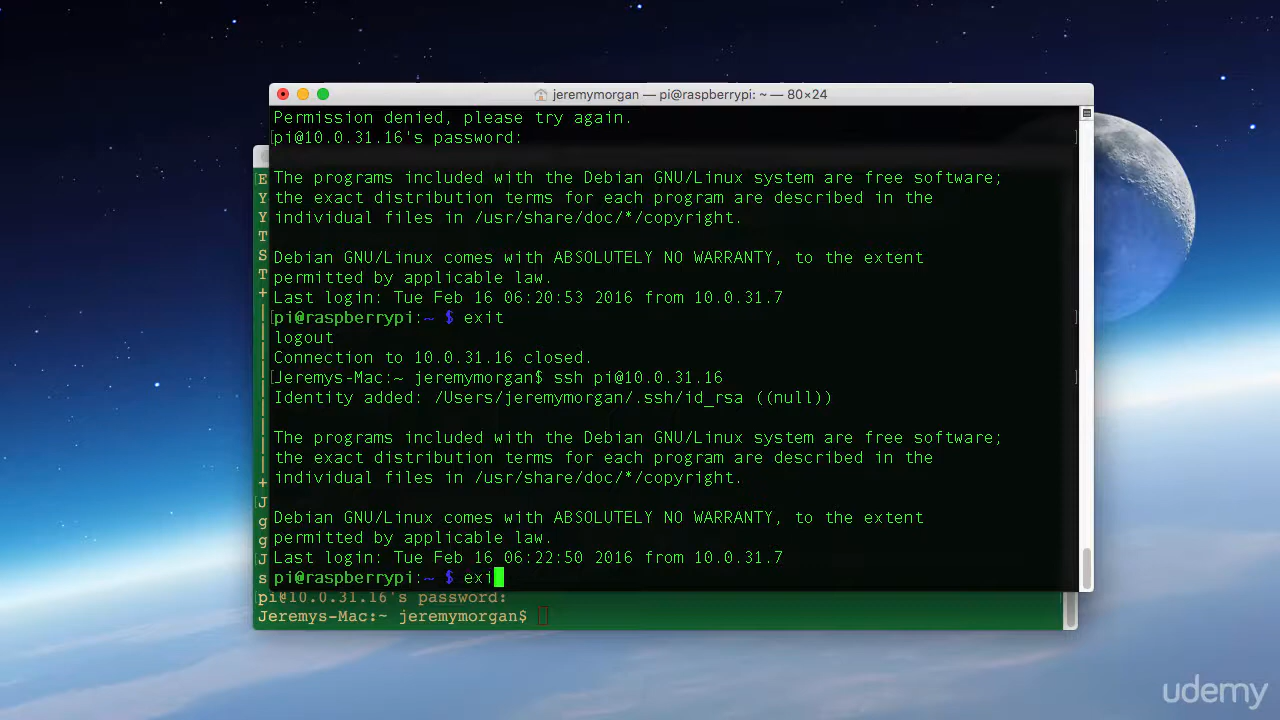 jeremymorgan — pi@raspberrypi: ~ — 80×24
Permission denied, please try again.
[pi@10.0.31.16's password: ]
The programs included with the Debian GNU/Linux system are free software;
the exact distribution terms for each program are described in the
individual files in /usr/share/doc/*/copyright.
Debian GNU/Linux comes with ABSOLUTELY NO WARRANTY, to the extent
permitted by applicable law.
Last login: Tue Feb 16 06:20:53 2016 from 10.0.31.7
[pi@raspberrypi:~ $ exit ]
logout
Connection to 10.0.31.16 closed.
[Jeremys-Mac:~ jeremymorgan$ ssh pi@10.0.31.16 ]
Identity added: /Users/jeremymorgan/.ssh/id_rsa ((null))
The programs included with the Debian GNU/Linux system are free software;
the exact distribution terms for each program are described in the
individual files in /usr/share/doc/*/copyright.
Debian GNU/Linux comes with ABSOLUTELY NO WARRANTY, to the extent
permitted by applicable law.
Last login: Tue Feb 16 06:22:50 2016 from 10.0.31.7
pi@raspberrypi:~ $ exi
E
Y
Y
T
S
T
+
|
|
|
|
|
|
|
|
|
+
[J
g
g
[J
s
pi@10.0.31.16's password:
Jeremys-Mac:~ jeremymorgan$
udemy